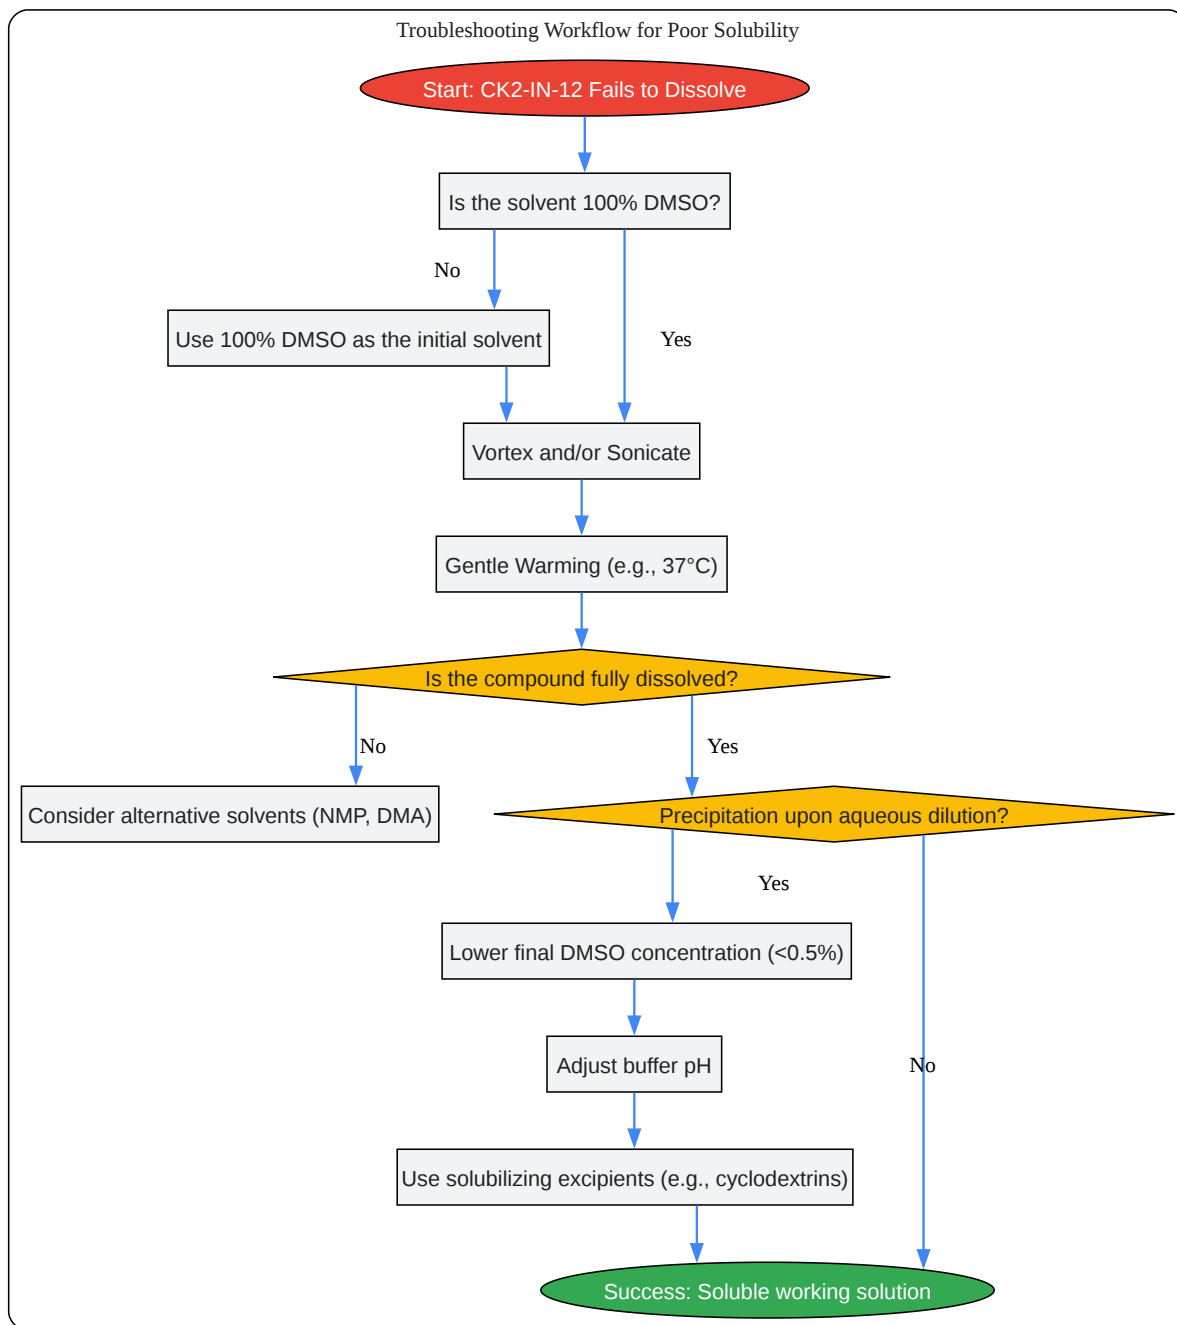 Troubleshooting Workflow for Poor Solubility
Start: CK2-IN-12 Fails to Dissolve
Is the solvent 100% DMSO?
No
Use 100% DMSO as the initial solvent
Yes
Vortex and/or Sonicate
Gentle Warming (e.g., 37°C)
Is the compound fully dissolved?
No
Yes
Consider alternative solvents (NMP, DMA)
Precipitation upon aqueous dilution?
Yes
Lower final DMSO concentration (<0.5%)
Adjust buffer pH
No
Use solubilizing excipients (e.g., cyclodextrins)
Success: Soluble working solution